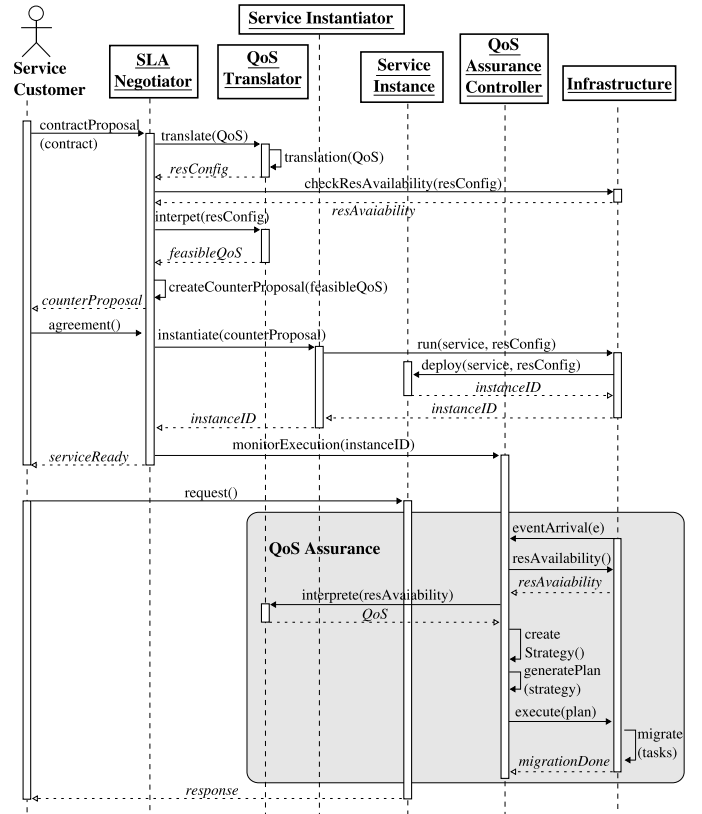 Service Instantiator
Service
Customer
SLA
Negotiator
QoS
Translator
Service
Instance
QoS
Assurance
Controller
Infrastructure
contractProposal
(contract)
translate(QoS)
translation(QoS)
resConfig
checkResAvailability(resConfig)
resAvaiability
interpet(resConfig)
feasibleQoS
createCounterProposal(feasibleQoS)
counterProposal
agreement()
instantiate(counterProposal)
run(service, resConfig)
deploy(service, resConfig)
instanceID
instanceID
instanceID
monitorExecution(instanceID)
serviceReady
request()
QoS Assurance
eventArrival(e)
resAvailability()
resAvaiability
interprete(resAvaiability)
QoS
create
Strategy()
generatePlan
(strategy)
execute(plan)
migrate
(tasks)
migrationDone
response